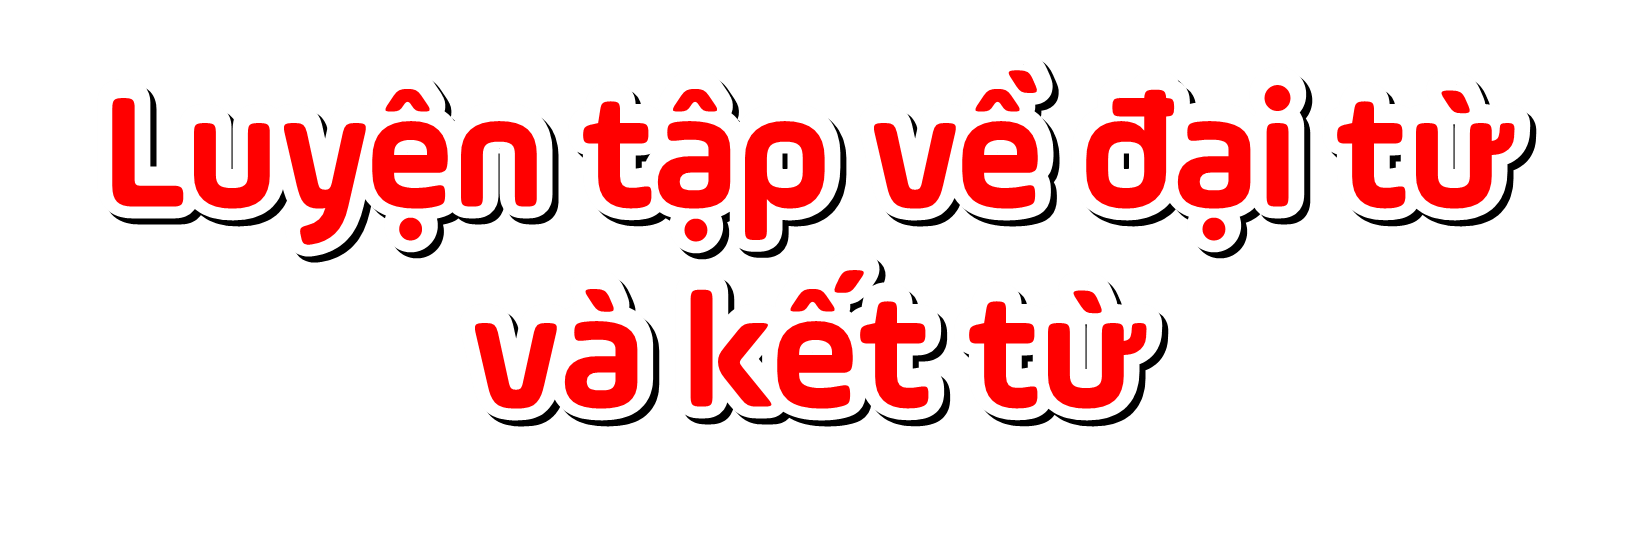 Luyện tập về đại từ
và kết từ